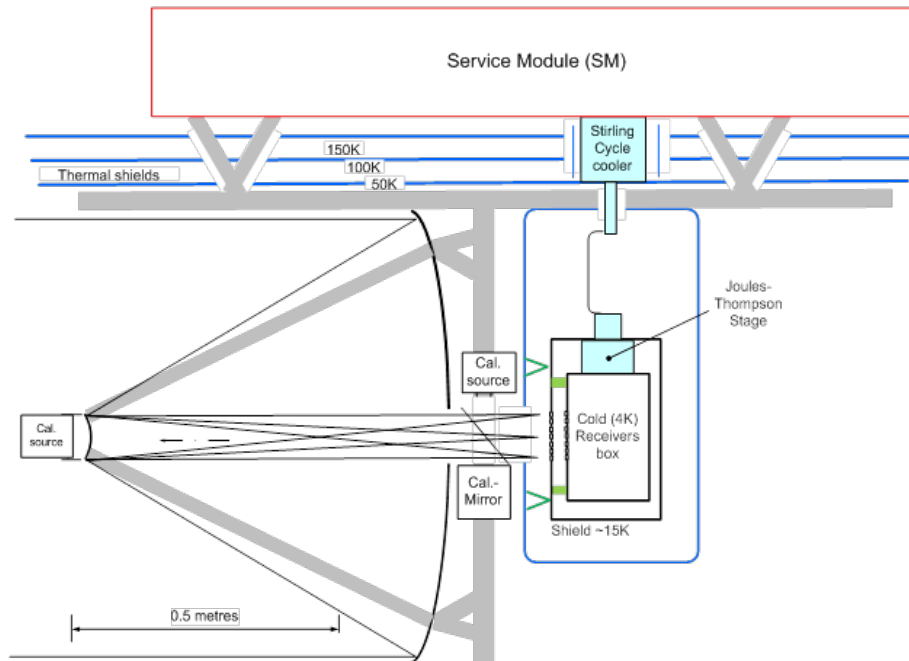 Service Module (SM)
Stirling
Cycle
cooler
150K
100K
Thermal shields
50K
Joules-
Thompson
Stage
Cal.
source
Cal.
source
Cold (4K)
Receivers
box
Cal.-
Mirror
Shield ~15K
0.5 metres